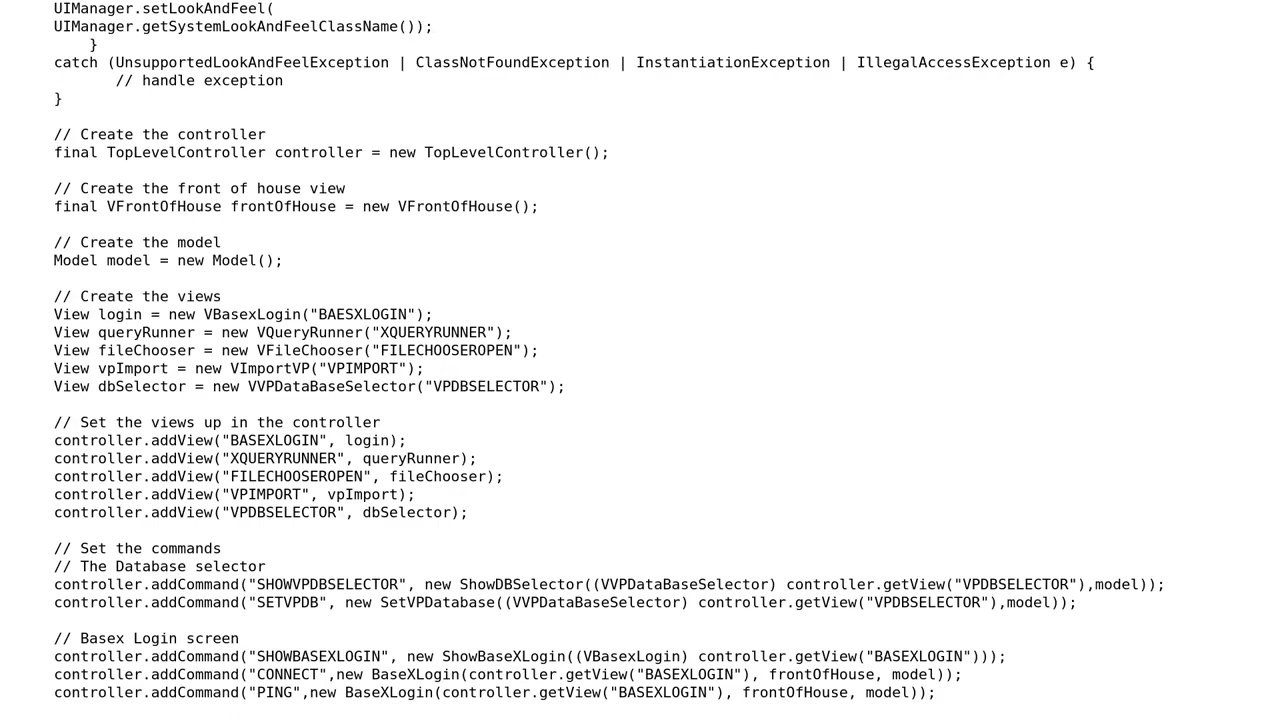 UIManager.setLookAndFeel(
UIManager.getSystemLookAndFeelClassName());
}
catch (UnsupportedLookAndFeelException | ClassNotFoundException | InstantiationException | IllegalAccessException e) {
// handle exception
}
// Create the controller
final TopLevelController controller = new TopLevelController();
// Create the front of house view
final VFrontOfHouse frontOfHouse = new VFrontOfHouse();
// Create the model
Model model = new Model();
// Create the views
View login = new VBasexLogin("BAESXLOGIN");
View queryRunner = new VQueryRunner("XQUERYRUNNER");
View fileChooser = new VFileChooser("FILECHOOSEROPEN");
View vpImport = new VImportVP("VPIMPORT");
View dbSelector = new VVPDataBaseSelector("VPDBSELECTOR");
// Set the views up in the controller
controller.addView("BASEXLOGIN", login);
controller.addView("XQUERYRUNNER", queryRunner);
controller.addView("FILECHOOSEROPEN", fileChooser);
controller.addView("VPIMPORT", vpImport);
controller.addView("VPDBSELECTOR", dbSelector);
// Set the commands
// The Database selector
controller.addCommand("SHOWVPDBSELECTOR", new ShowDBSelector((VVPDataBaseSelector) controller.getView("VPDBSELECTOR"),model));
controller.addCommand("SETVPDB", new SetVPDatabase((VVPDataBaseSelector) controller.getView("VPDBSELECTOR"),model));
// Basex Login screen
controller.addCommand("SHOWBASEXLOGIN", new ShowBaseXLogin((VBasexLogin) controller.getView("BASEXLOGIN")));
controller.addCommand("CONNECT",new BaseXLogin(controller.getView("BASEXLOGIN"), frontOfHouse, model));
controller.addCommand("PING",new BaseXLogin(controller.getView("BASEXLOGIN"), frontOfHouse, model));